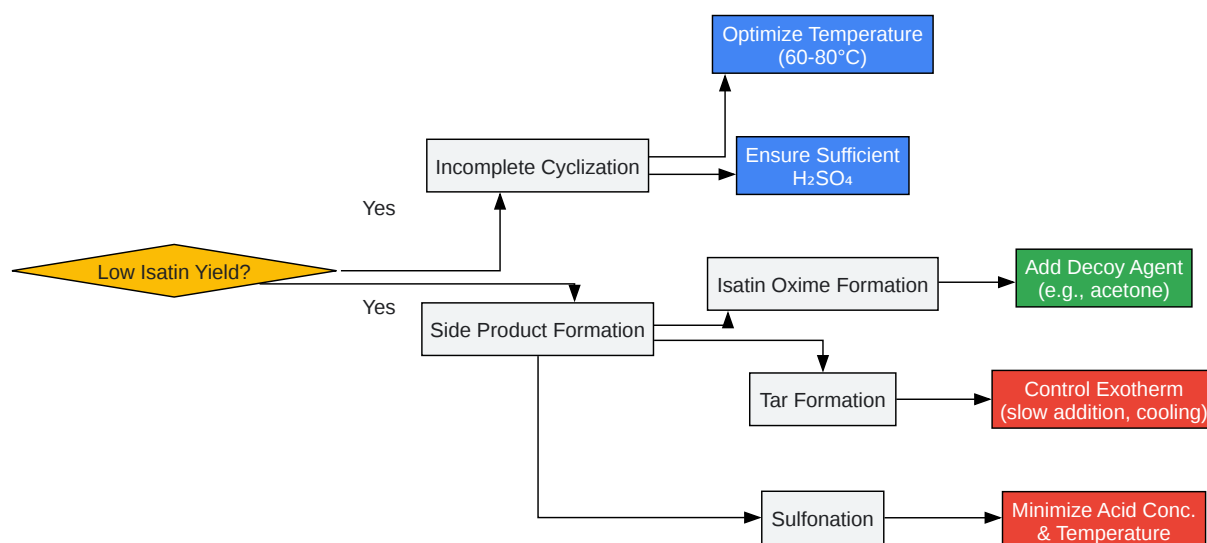 Optimize Temperature
(60-80°C)
Incomplete Cyclization
Ensure Sufficient
H₂SO₄
Yes
Low Isatin Yield?
Yes
Side Product Formation
Isatin Oxime Formation
Add Decoy Agent
(e.g., acetone)
Tar Formation
Control Exotherm
(slow addition, cooling)
Sulfonation
Minimize Acid Conc.
& Temperature